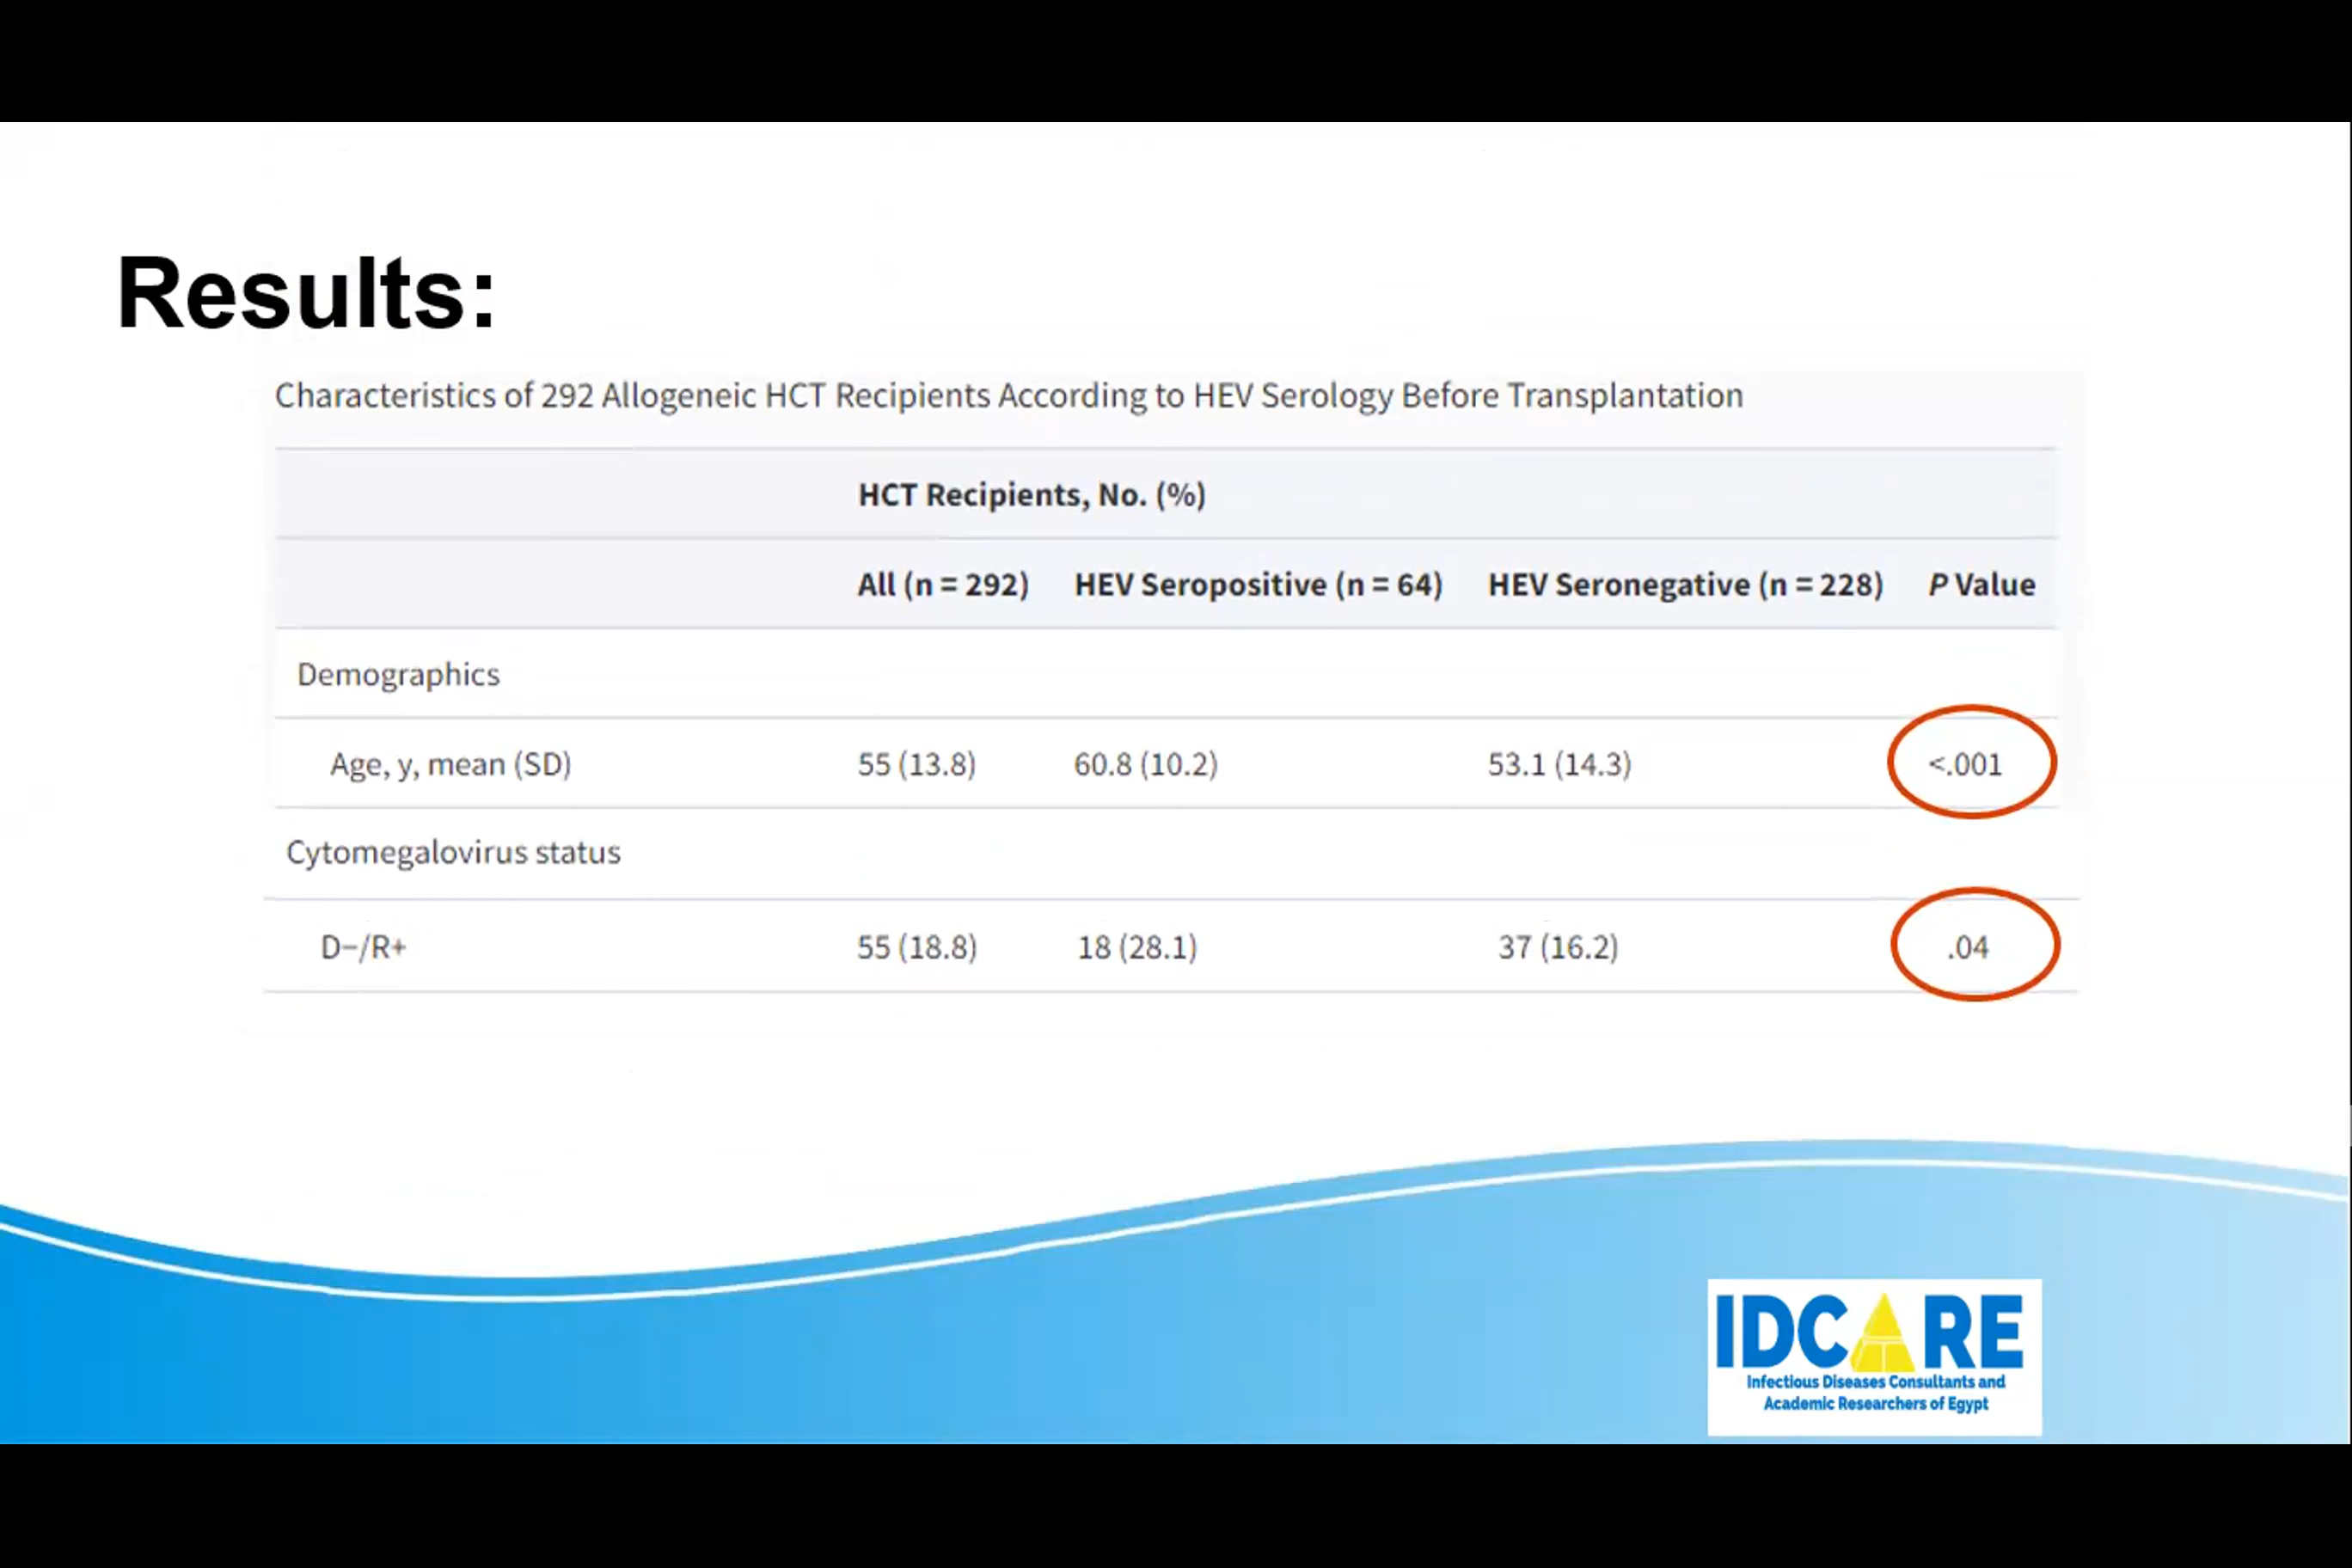 Results:
Characteristics of 292 Allogeneic HCT Recipients According to HEV Serology Before Transplantation
HCT Recipients, No. (%)
All (n = 292) HEV Seropositive (n = 64) HEV Seronegative (n = 228) P Value
Demographics
Age, y, mean (SD) 55 (13.8) 60.8 (10.2) 53.1 (14.3) <.001
Cytomegalovirus status
D−/R+ 55 (18.8) 18 (28.1) 37 (16.2) .04
IDCARE
Infectious Diseases Consultants and
Academic Researchers of Egypt